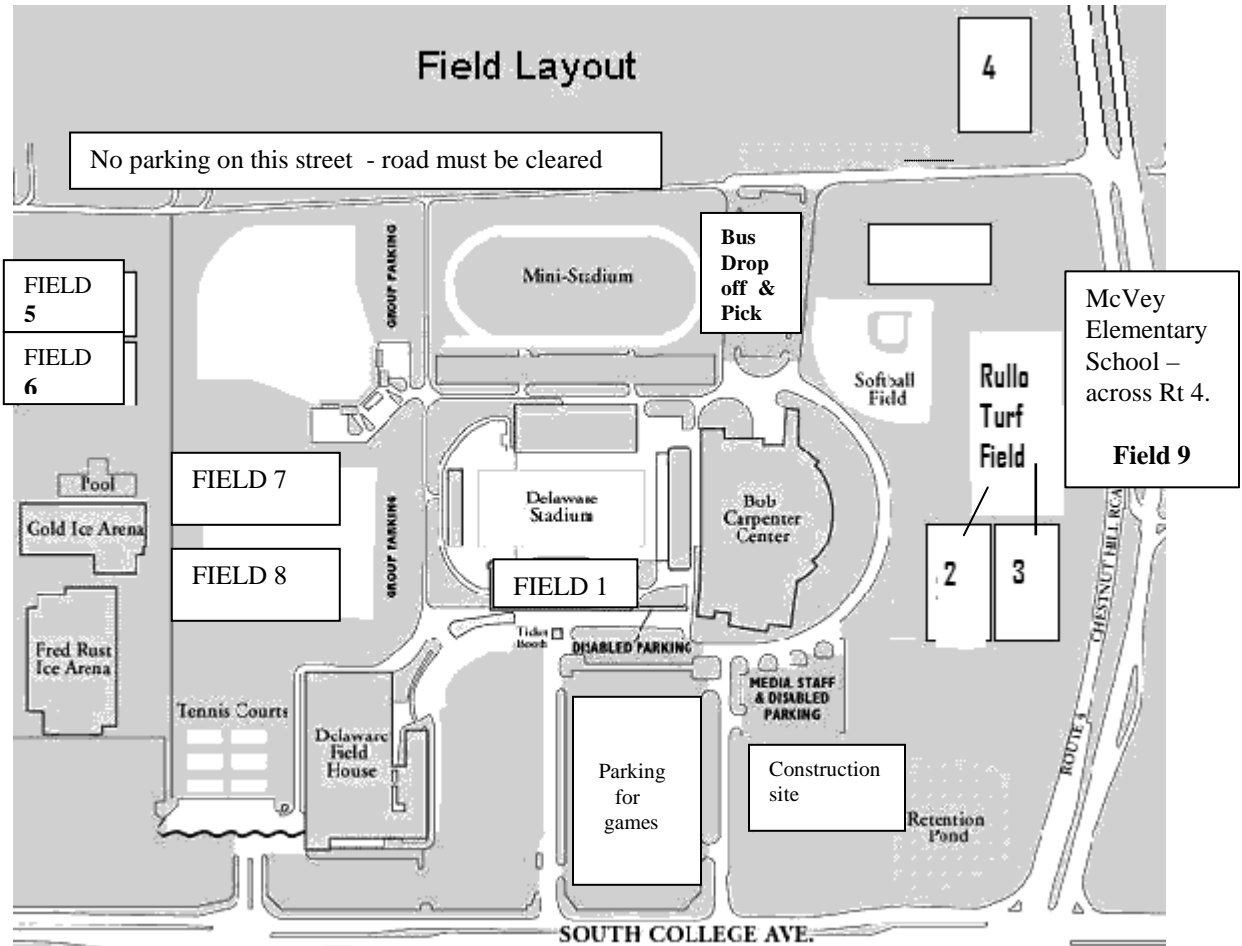 Field Layout
4
No parking on this street - road must be cleared
GROUP PARKING
Mini-Stadium
Bus
Drop
off &
Pick
FIELD
5
FIELD
6
McVey
Elementary
School –
across Rt 4.
Field 9
Softball
Field
Rullo
Turf
Field
Pool
Gold Ice Arena
FIELD 7
FIELD 8
GROUP PARKING
Delaware
Stadium
FIELD 1
Bob
Carpenter
Center
2
3
CHESTNUT HILL ROA
ROUTE 4
Fred Rust
Ice Arena
Ticket
Booth
DISABLED PARKING
MEDIA STAFF
& DISABLED
PARKING
Tennis Courts
Delaware
Field
House
Parking
for
games
Construction
site
Retention
Pond
SOUTH COLLEGE AVE.